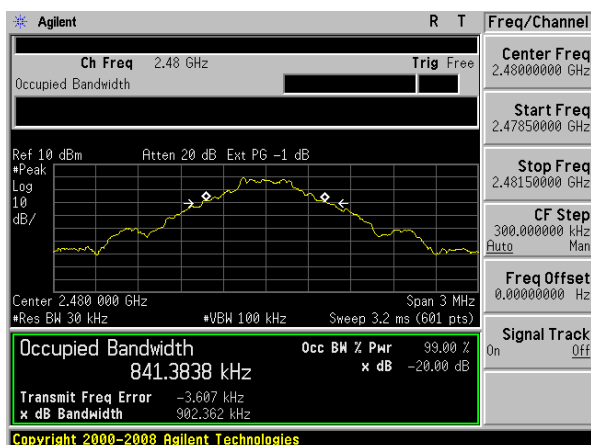 Agilent R T Freq/Channel
Ch Freq 2.48 GHz Trig Free
Occupied Bandwidth
Center Freq
2.48000000 GHz
Start Freq
2.47850000 GHz
Stop Freq
2.48150000 GHz
CF Step
300.000000 kHz
Auto Man
Freq Offset
0.00000000 Hz
Signal Track
On Off
Ref 10 dBm Atten 20 dB Ext PG -1 dB
#Peak
Log
10
dB/
Center 2.480 000 GHz Span 3 MHz
#Res BW 30 kHz #VBW 100 kHz Sweep 3.2 ms (601 pts)
Occupied Bandwidth Occ BW % Pwr 99.00 %
841.3838 kHz x dB -20.00 dB
Transmit Freq Error -3.607 kHz
x dB Bandwidth 902.362 kHz
Copyright 2000-2008 Agilent Technologies